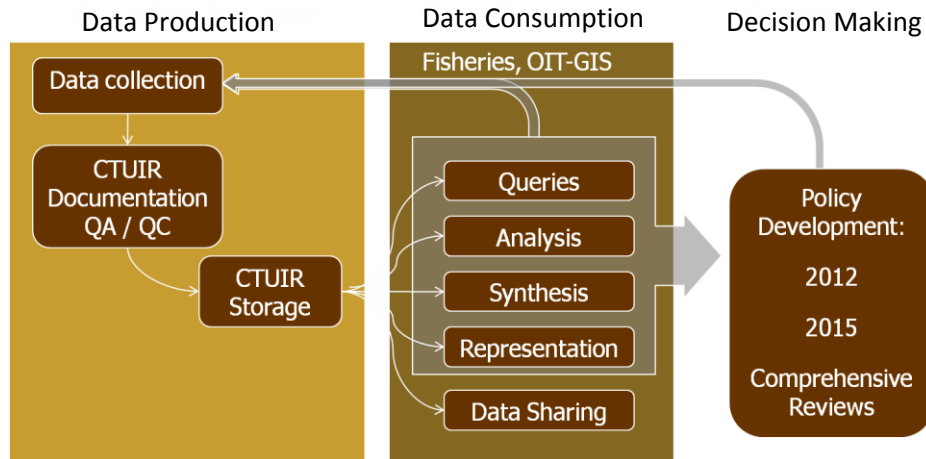 Data Production
Data Consumption
Decision Making
Data collection
CTUIR
Documentation
QA / QC
CTUIR
Storage
Fisheries, OIT-GIS
Queries
Analysis
Synthesis
Representation
Data Sharing
Policy
Development:
2012
2015
Comprehensive
Reviews